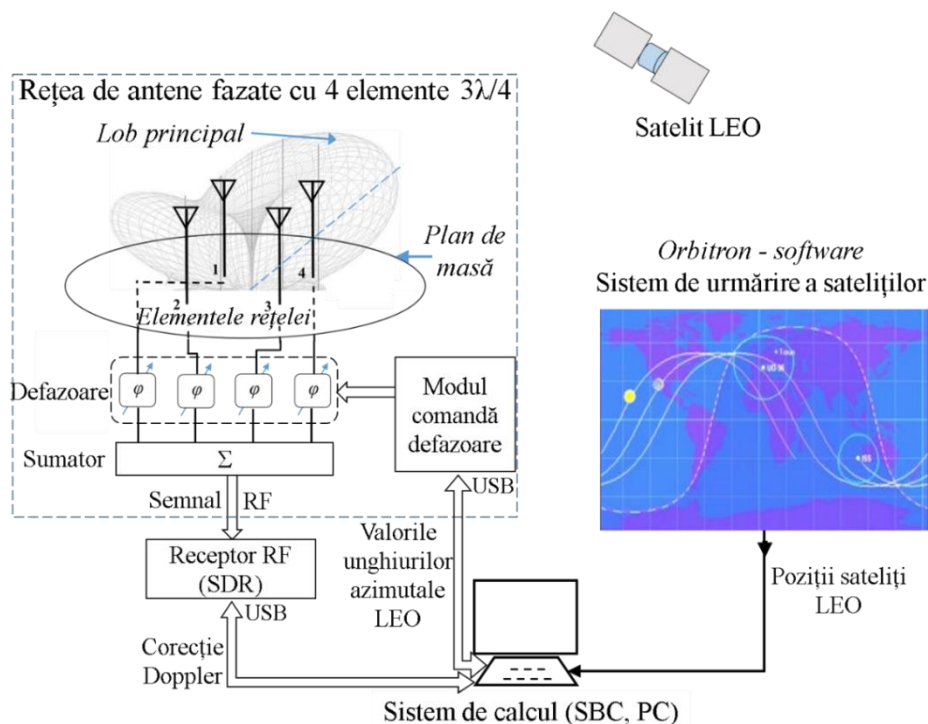 Rețea de antene fazate cu 4 elemente 3λ/4
Lob principal
Satelit LEO
Plan de
masă
1
4
2
3
Elementele rețelei
Orbitron - software
Sistem de urmărire a sateliților
Defazoare
φ
φ
φ
φ
Modul
comandă
defazoare
Sumator
Σ
Semnal
RF
USB
Receptor RF
(SDR)
USB
Valorile
unghiurilor
azimutale
LEO
Poziții sateliți
LEO
Corecție
Doppler
Sistem de calcul (SBC, PC)
ISS